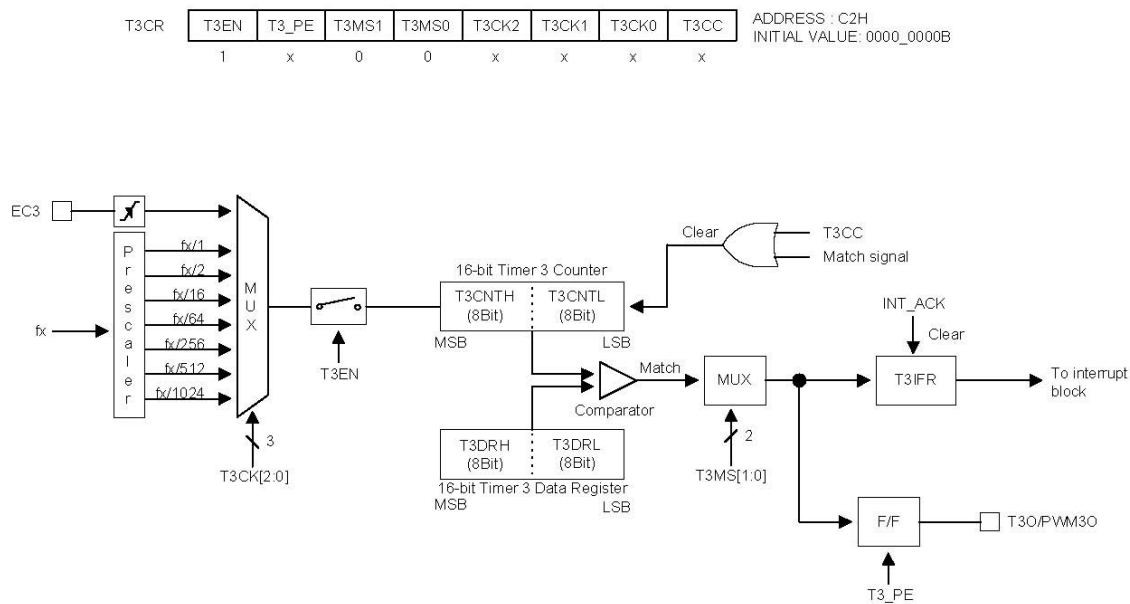 T3CR T3EN T3_PE T3MS1 T3MS0 T3CK2 T3CK1 T3CK0 T3CC ADDRESS : C2H
INITIAL VALUE: 0000_0000B
1 x 0 0 x x x x
EC3
Prescaler
fx
fx/1
fx/2
fx/16
fx/64
fx/256
fx/512
fx/1024
MUX
3
T3CK[2:0]
T3EN
16-bit Timer 3 Counter
T3CNTH
(8Bit)
T3CNTL
(8Bit)
MSB
LSB
Clear
T3CC
Match signal
Comparator
Match
T3DRH
(8Bit)
T3DRL
(8Bit)
16-bit Timer 3 Data Register
MSB
LSB
MUX
2
T3MS[1:0]
INT_ACK
Clear
T3IFR
To interrupt
block
F/F
T3O/PWM3O
T3_PE